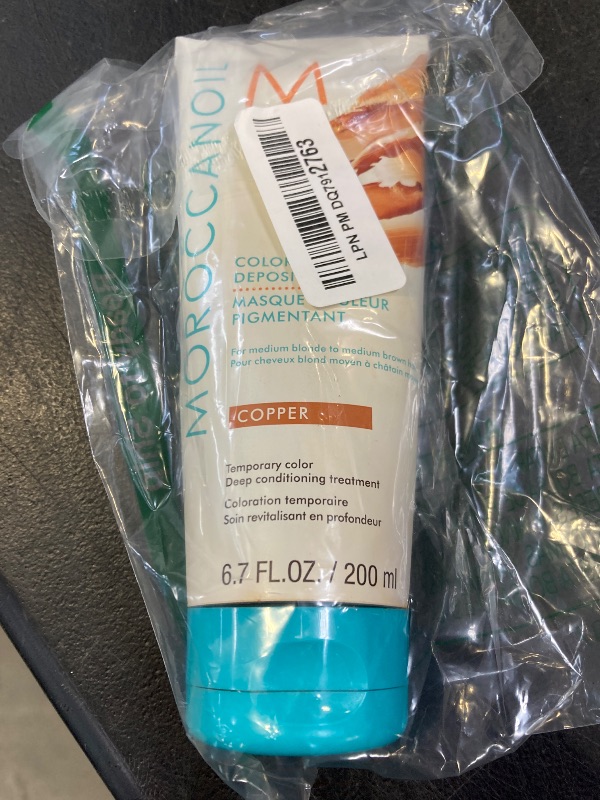 MOROCCANOIL
M
LPN PM DQ7912763
COLOR
DEPOSI
MASQUE
ULEUR
PIGMENTANT
For medium blonde to medium brown
Pour cheveux blond moyen à châtain
COPPER
Temporary color
Deep conditioning treatment
Coloration temporaire
Soin revitalisant en profondeur
6.7 FL.OZ. / 200 ml